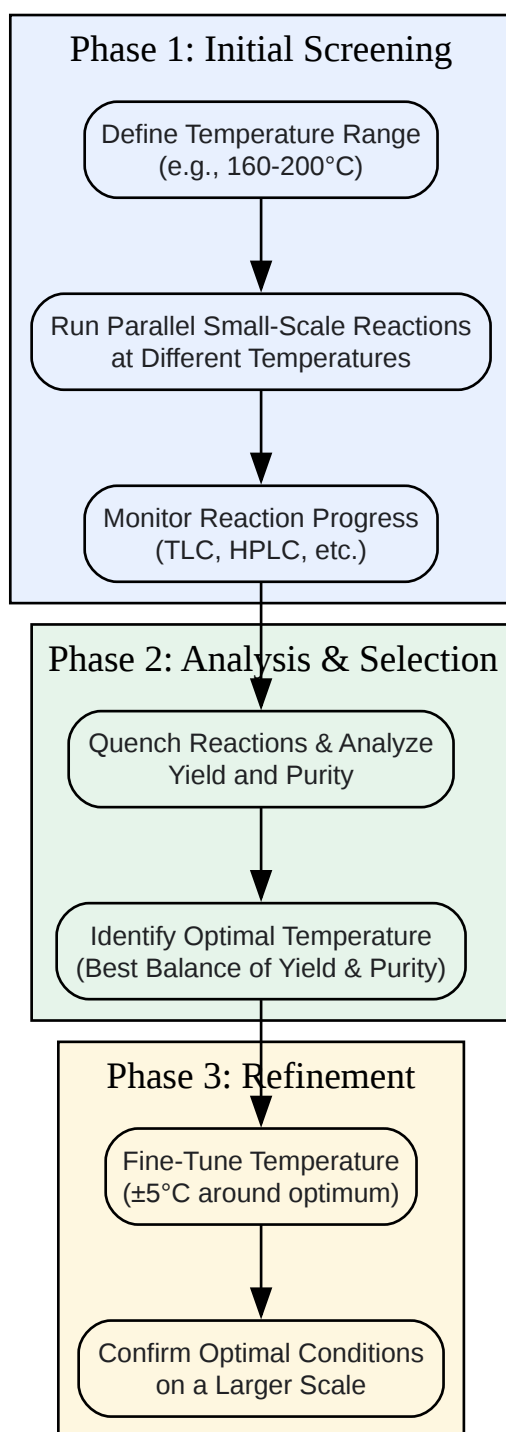 Phase 1: Initial Screening
Define Temperature Range
(e.g., 160-200°C)
Run Parallel Small-Scale Reactions
at Different Temperatures
Monitor Reaction Progress
(TLC, HPLC, etc.)
Phase 2: Analysis & Selection
Quench Reactions & Analyze
Yield and Purity
Identify Optimal Temperature
(Best Balance of Yield & Purity)
Phase 3: Refinement
Fine-Tune Temperature
(±5°C around optimum)
Confirm Optimal Conditions
on a Larger Scale